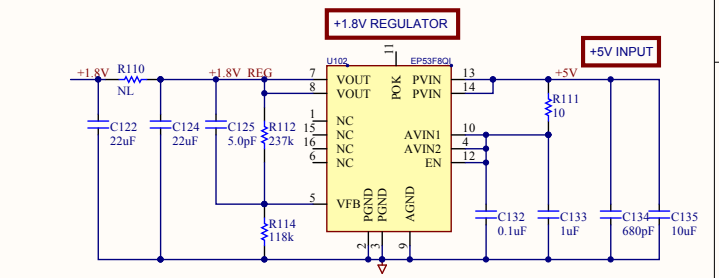 +1.8V REGULATOR
+5V INPUT
U102 EP53F8QI
+1.8V R110 +1.8V_REG 7 VOUT 11 POK PVIN 13 +5V
NL 8 VOUT PVIN 14
R111
10
C122
22uF
C124
22uF
C125
5.0pF
R112
237k
1 NC
15 NC
16 NC
6 NC
AVIN1 10
AVIN2 4
EN 12
5 VFB
R114
118k
PGND
PGND
AGND
2
3
9
C132
0.1uF
C133
1uF
C134
680pF
C135
10uF